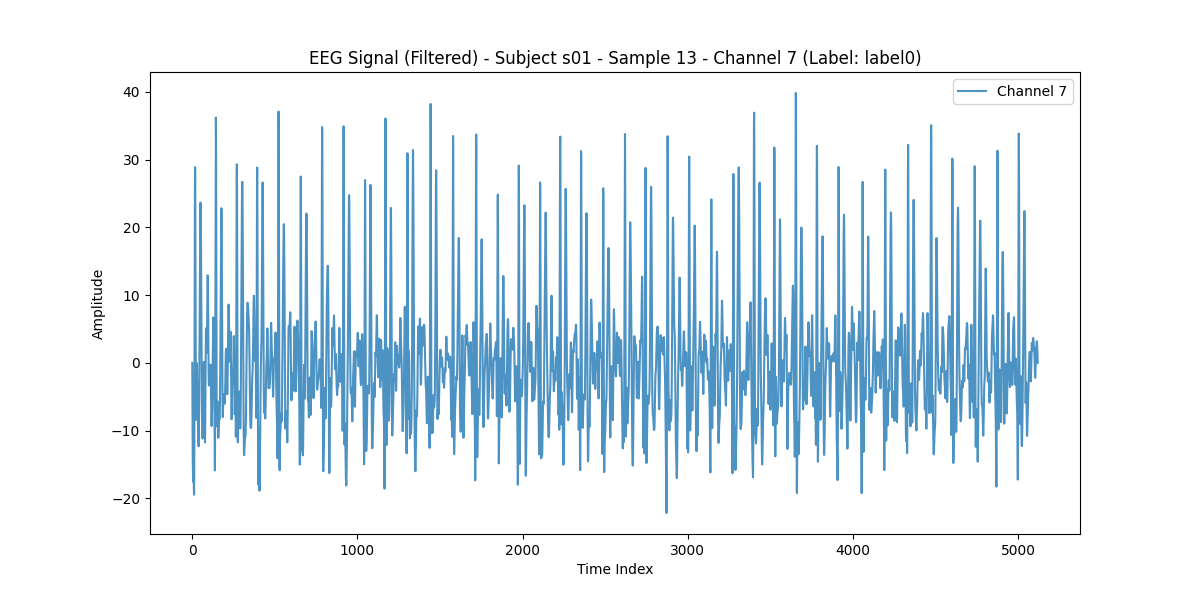 EEG Signal (Filtered) - Subject s01 - Sample 13 - Channel 7 (Label: label0)
Channel 7
Amplitude
40
30
20
10
0
−10
−20
0 1000 2000 3000 4000 5000
Time Index